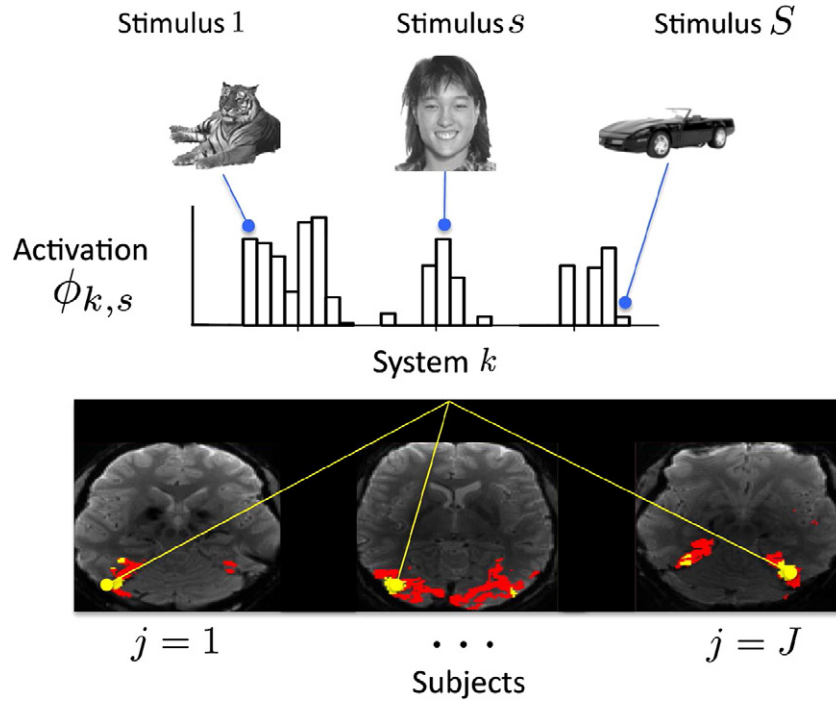 Stimulus 1 Stimulus s Stimulus S
Activation
ϕk,s
System k
j = 1 . . . j = J
Subjects